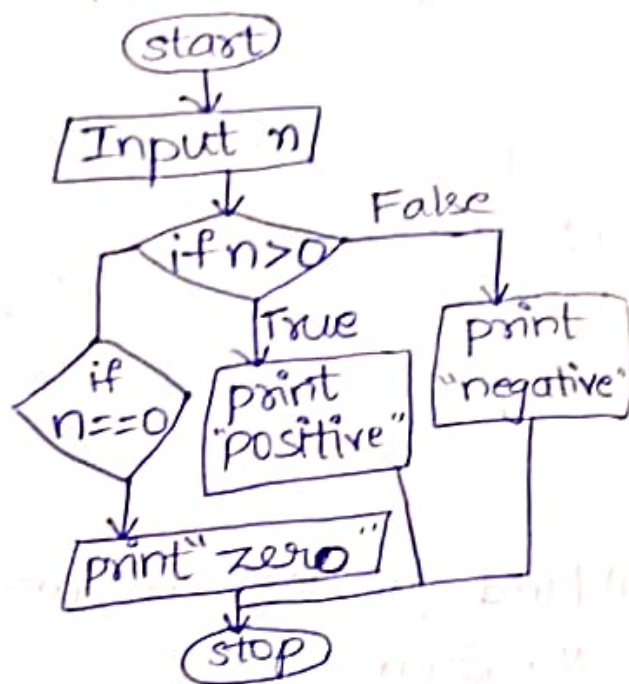 start
Input n
if n>0
False
True
if
n==0
print
"positive"
print
"negative"
print "zero"
stop